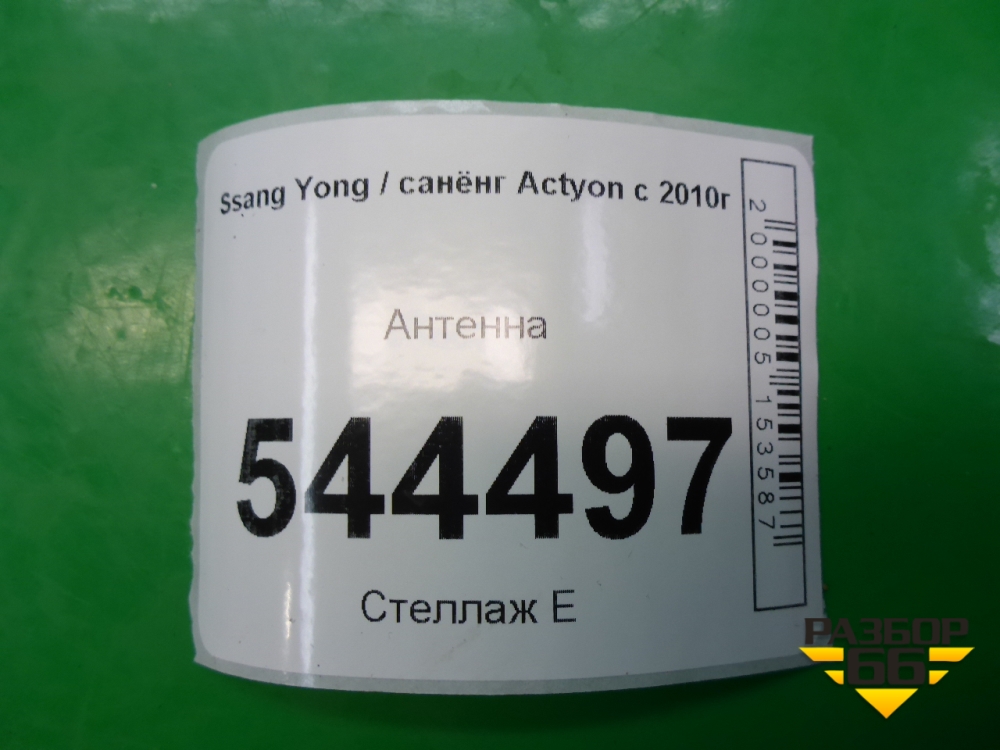 Ssang Yong / санёнг Actyon с 2010г
Антенна
544497
Стеллаж Е
2000005153587
РАЗБОР
66